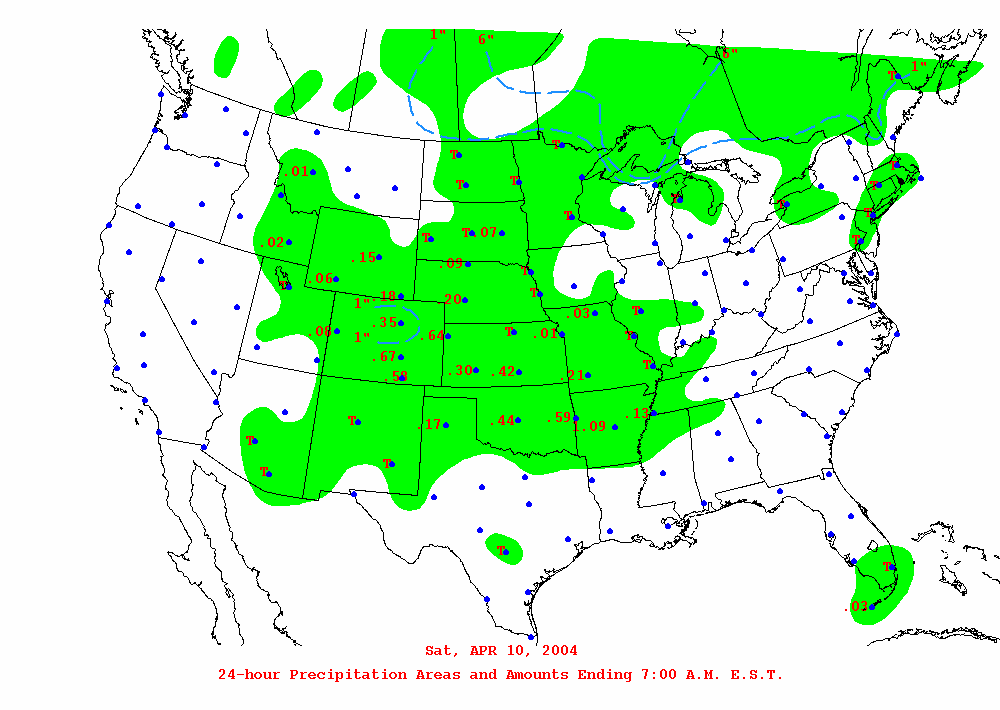 1" 6"
6"
1"
T
T T
.01 T T T T
T T T
.02 T T .07 T
.15 .09 T
.06 T T
1" .18 .20
.03 T
.08 .35 .64 T .01 T
1"
.67 T
.58 .30 .42 .21
T .17 .44 .59 1.09 .13
T
T T
T
T
.03
Sat, APR 10, 2004
24-hour Precipitation Areas and Amounts Ending 7:00 A.M. E.S.T.